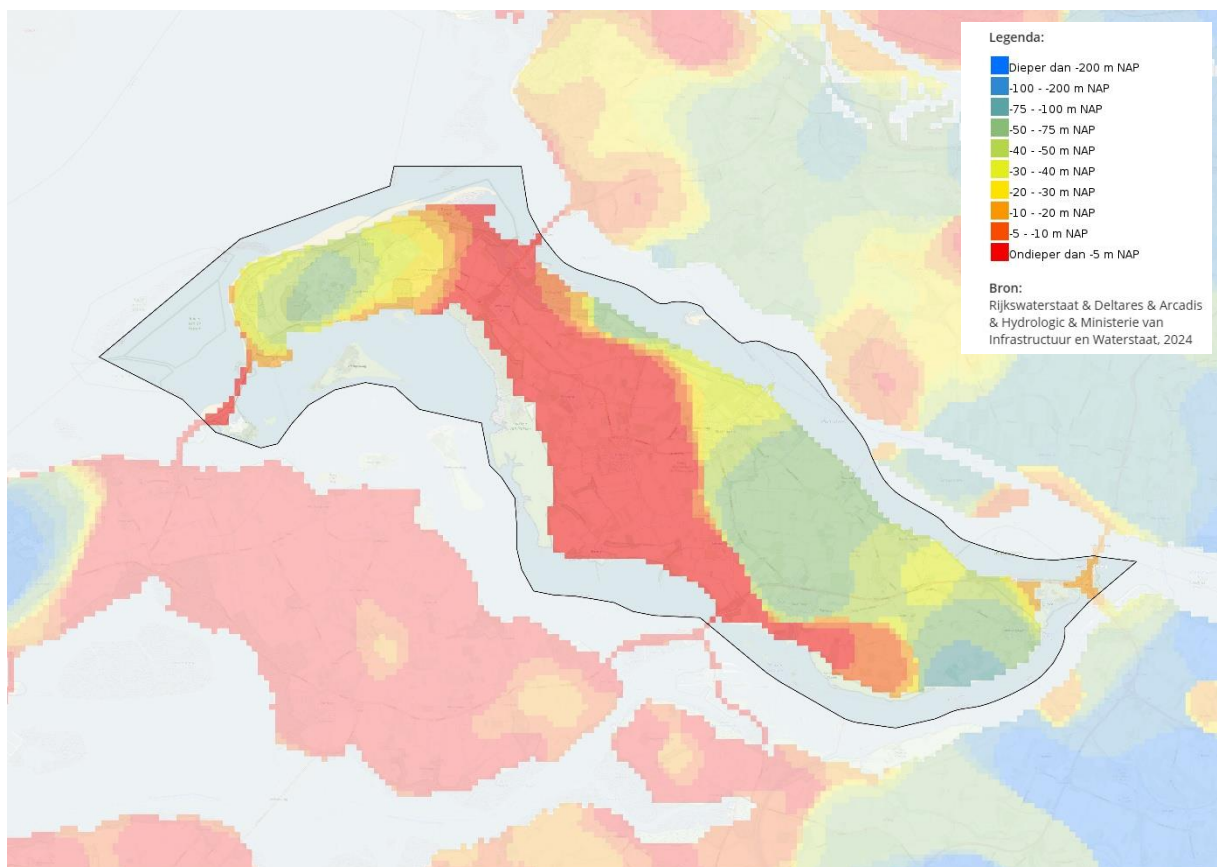 Legenda:
Dieper dan -200 m NAP
-100 - -200 m NAP
-75 - -100 m NAP
-50 - -75 m NAP
-40 - -50 m NAP
-30 - -40 m NAP
-20 - -30 m NAP
-10 - -20 m NAP
-5 - -10 m NAP
Ondieper dan -5 m NAP
Bron:
Rijkswaterstaat & Deltares & Arcadis
& Hydrologic & Ministerie van
Infrastructuur en Waterstaat, 2024